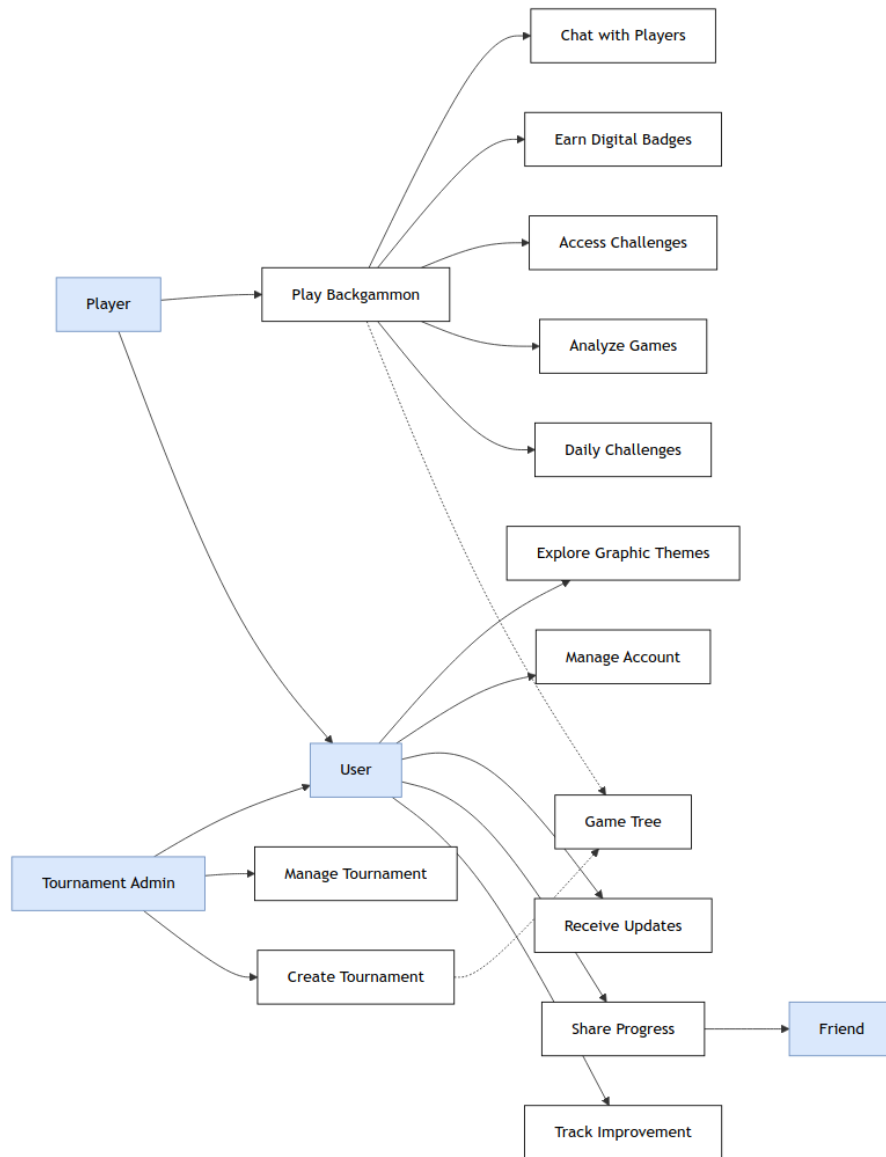 Chat with Players
Earn Digital Badges
Access Challenges
Player
Play Backgammon
Analyze Games
Daily Challenges
Explore Graphic Themes
Manage Account
User
Game Tree
Tournament Admin
Manage Tournament
Receive Updates
Create Tournament
Share Progress
Friend
Track Improvement